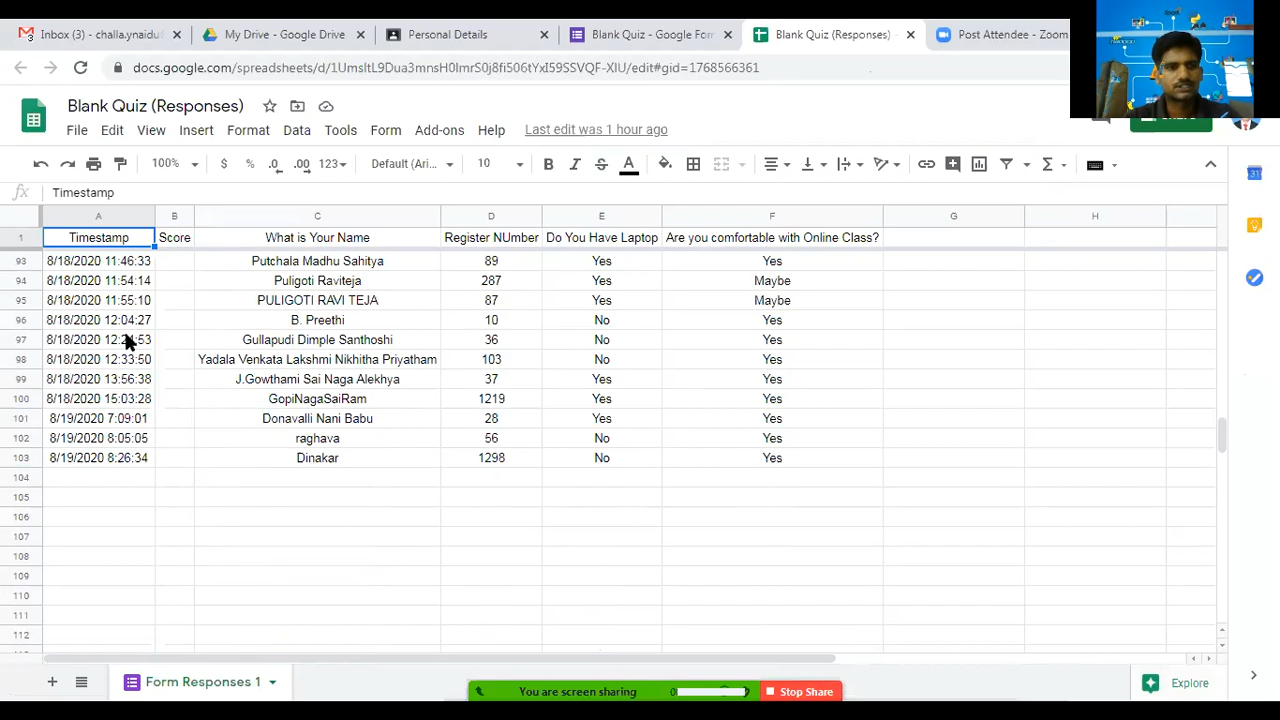 Inbox (3) - challa.ynaidu My Drive - Google Drive Personal Details Blank Quiz - Google For Blank Quiz (Responses) Post Attendee - Zoom
Blank Quiz (Responses)
File Edit View Insert Format Data Tools Form Add-ons Help Last edit was 1 hour ago
100% $ % .0 .00 123 Default (Ari... 10 B I S A
fx Timestamp
A B C D E F G H
1 Timestamp Score What is Your Name Register NUmber Do You Have Laptop Are you comfortable with Online Class?
93 8/18/2020 11:46:33 Putchala Madhu Sahitya 89 Yes Yes
94 8/18/2020 11:54:14 Puligoti Raviteja 287 Yes Maybe
95 8/18/2020 11:55:10 PULIGOTI RAVI TEJA 87 Yes Maybe
96 8/18/2020 12:04:27 B. Preethi 10 No Yes
97 8/18/2020 Gullapudi Dimple Santhoshi 36 No Yes
98 8/18/2020 12:33:50 Yadala Venkata Lakshmi Nikhitha Priyatham 103 No Yes
99 8/18/2020 13:56:38 J.Gowthami Sai Naga Alekhya 37 Yes Yes
100 8/18/2020 15:03:28 GopiNagaSaiRam 1219 Yes Yes
101 8/19/2020 7:09:01 Donavalli Nani Babu 28 Yes Yes
102 8/19/2020 8:05:05 raghava 56 No Yes
103 8/19/2020 8:26:34 Dinakar 1298 No Yes
104
105
106
107
108
109
110
111
112
Form Responses 1 Explore
You are screen sharing Stop Share